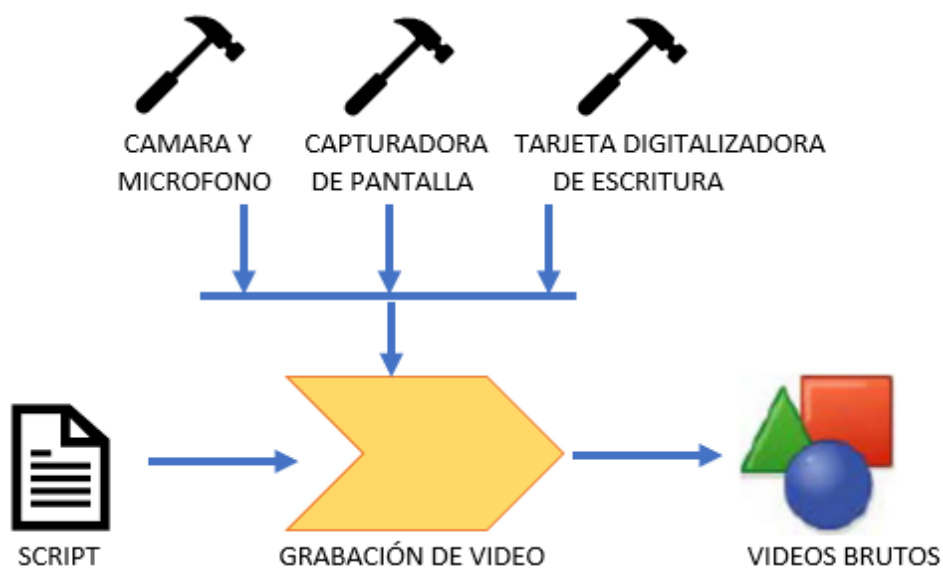 CAMARA Y
MICROFONO
CAPTURADORA
DE PANTALLA
TARJETA DIGITALIZADORA
DE ESCRITURA
SCRIPT
GRABACIÓN DE VIDEO
VIDEOS BRUTOS